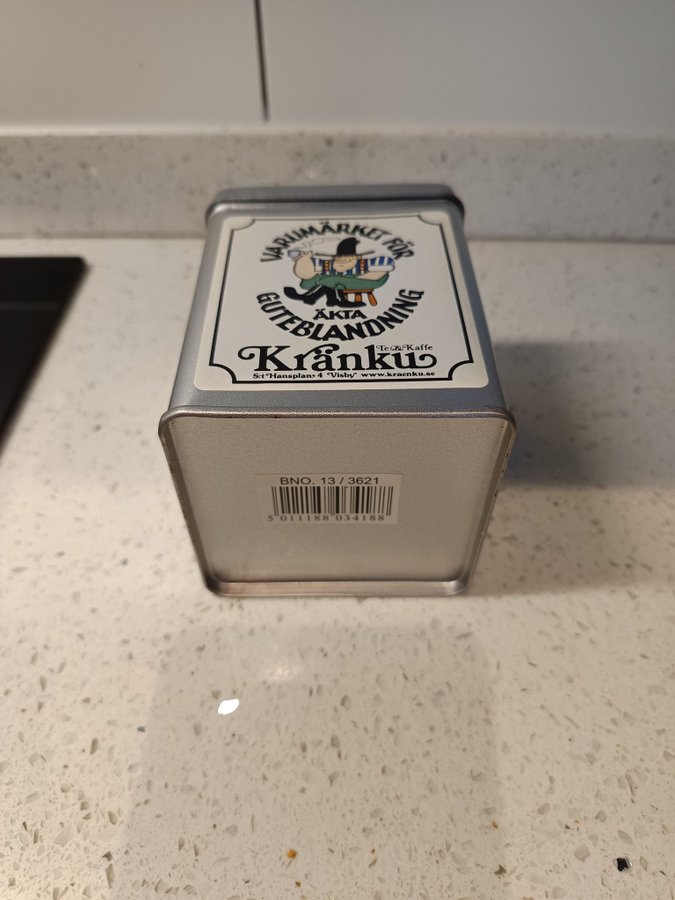 VARUMÄRKET FÖR
ÄKTA
GUTEBLANDNING
Te & Kaffe
Kränku
S:t Hansplan 4 Visby www.kraenku.se
BNO. 13 / 3621
5 011188 034188